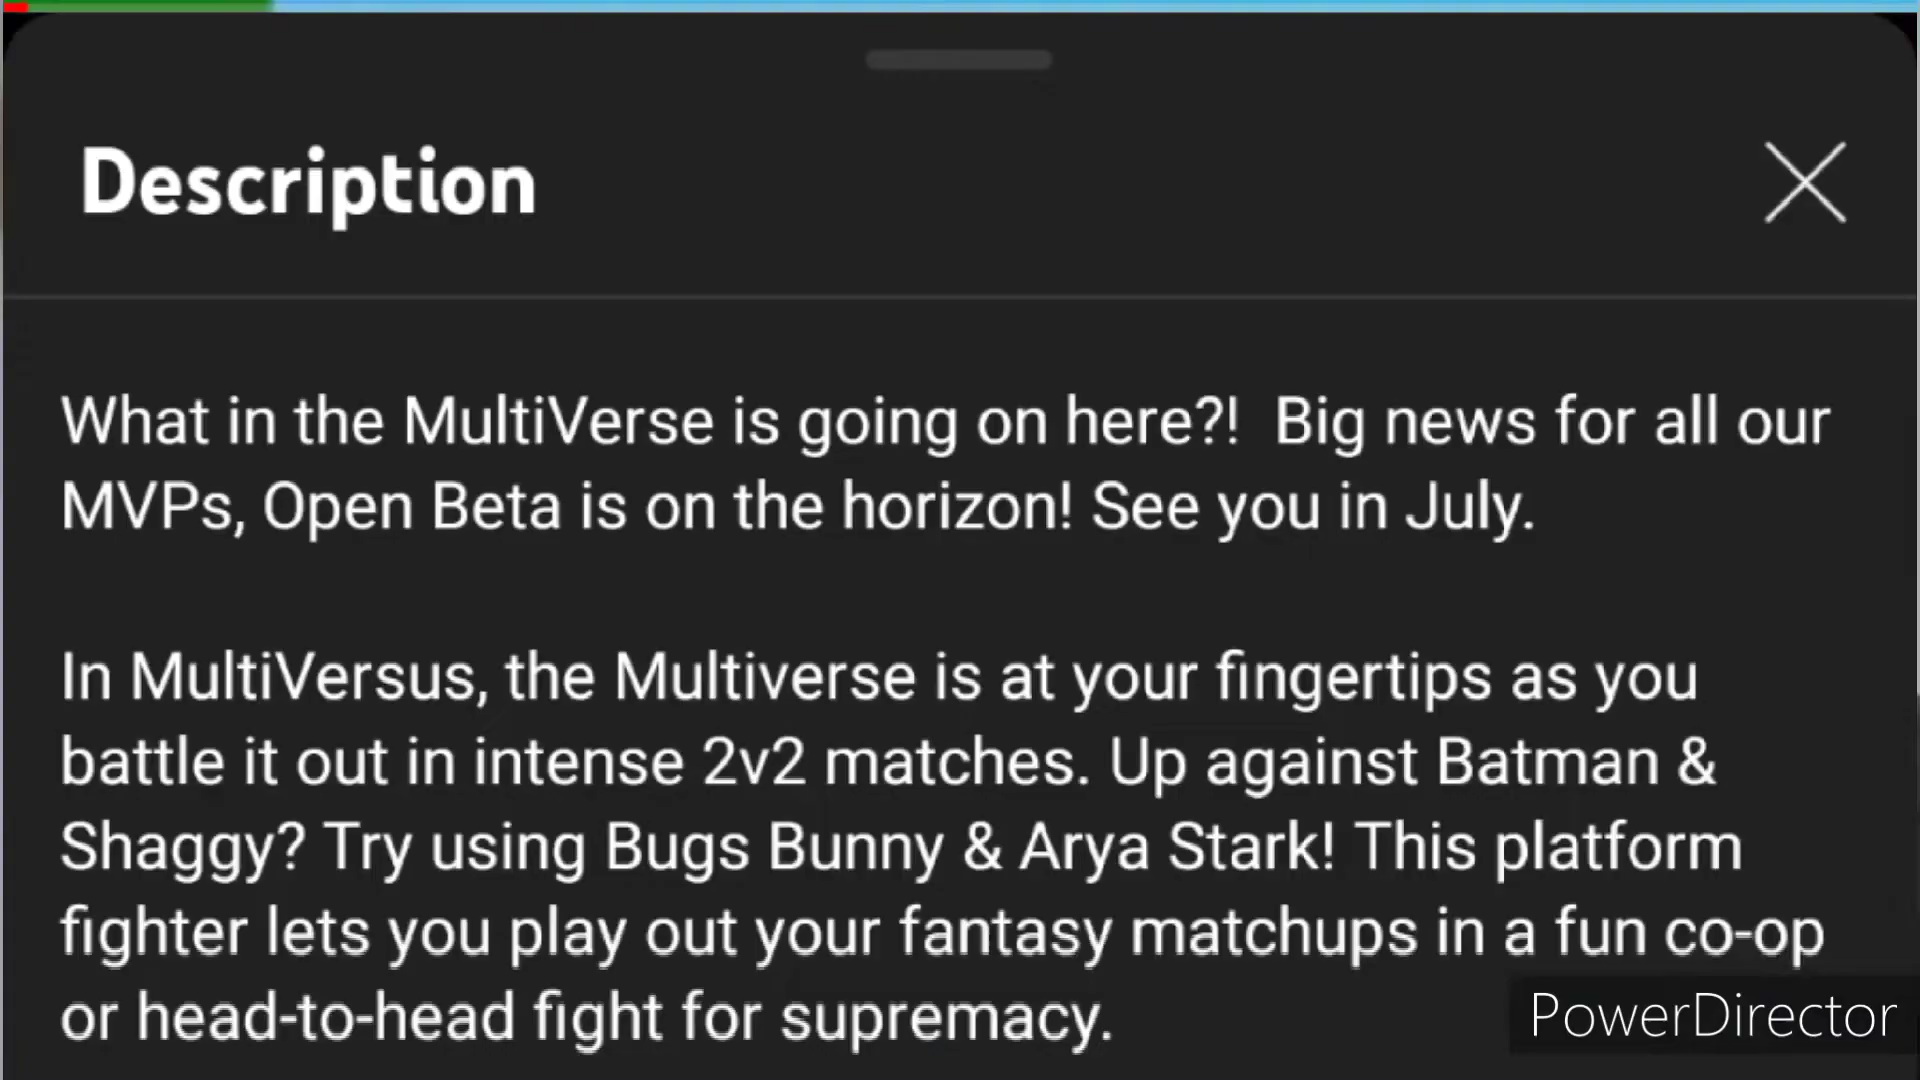 Description
What in the MultiVerse is going on here?!  Big news for all our
MVPs, Open Beta is on the horizon! See you in July.
In MultiVersus, the Multiverse is at your fingertips as you
battle it out in intense 2v2 matches. Up against Batman &
Shaggy? Try using Bugs Bunny & Arya Stark! This platform
fighter lets you play out your fantasy matchups in a fun co-op
or head-to-head fight for supremacy.
PowerDirector